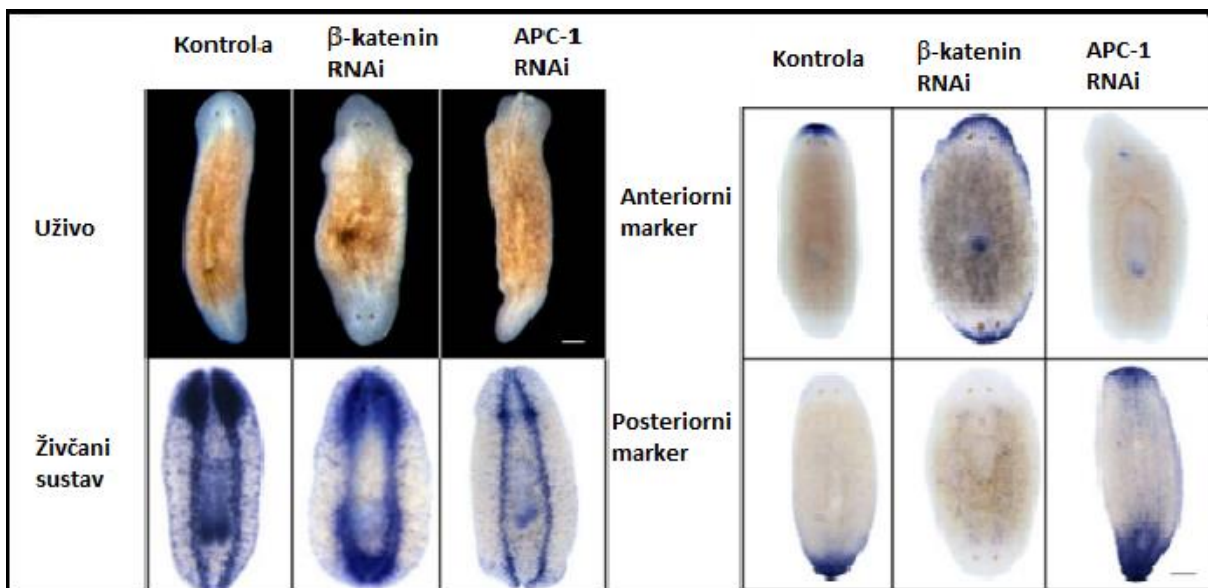 Kontrola
β-katenin
RNAi
APC-1
RNAi
Uživo
Živčani
sustav
Kontrola
β-katenin
RNAi
APC-1
RNAi
Anteriorni
marker
Posteriorni
marker